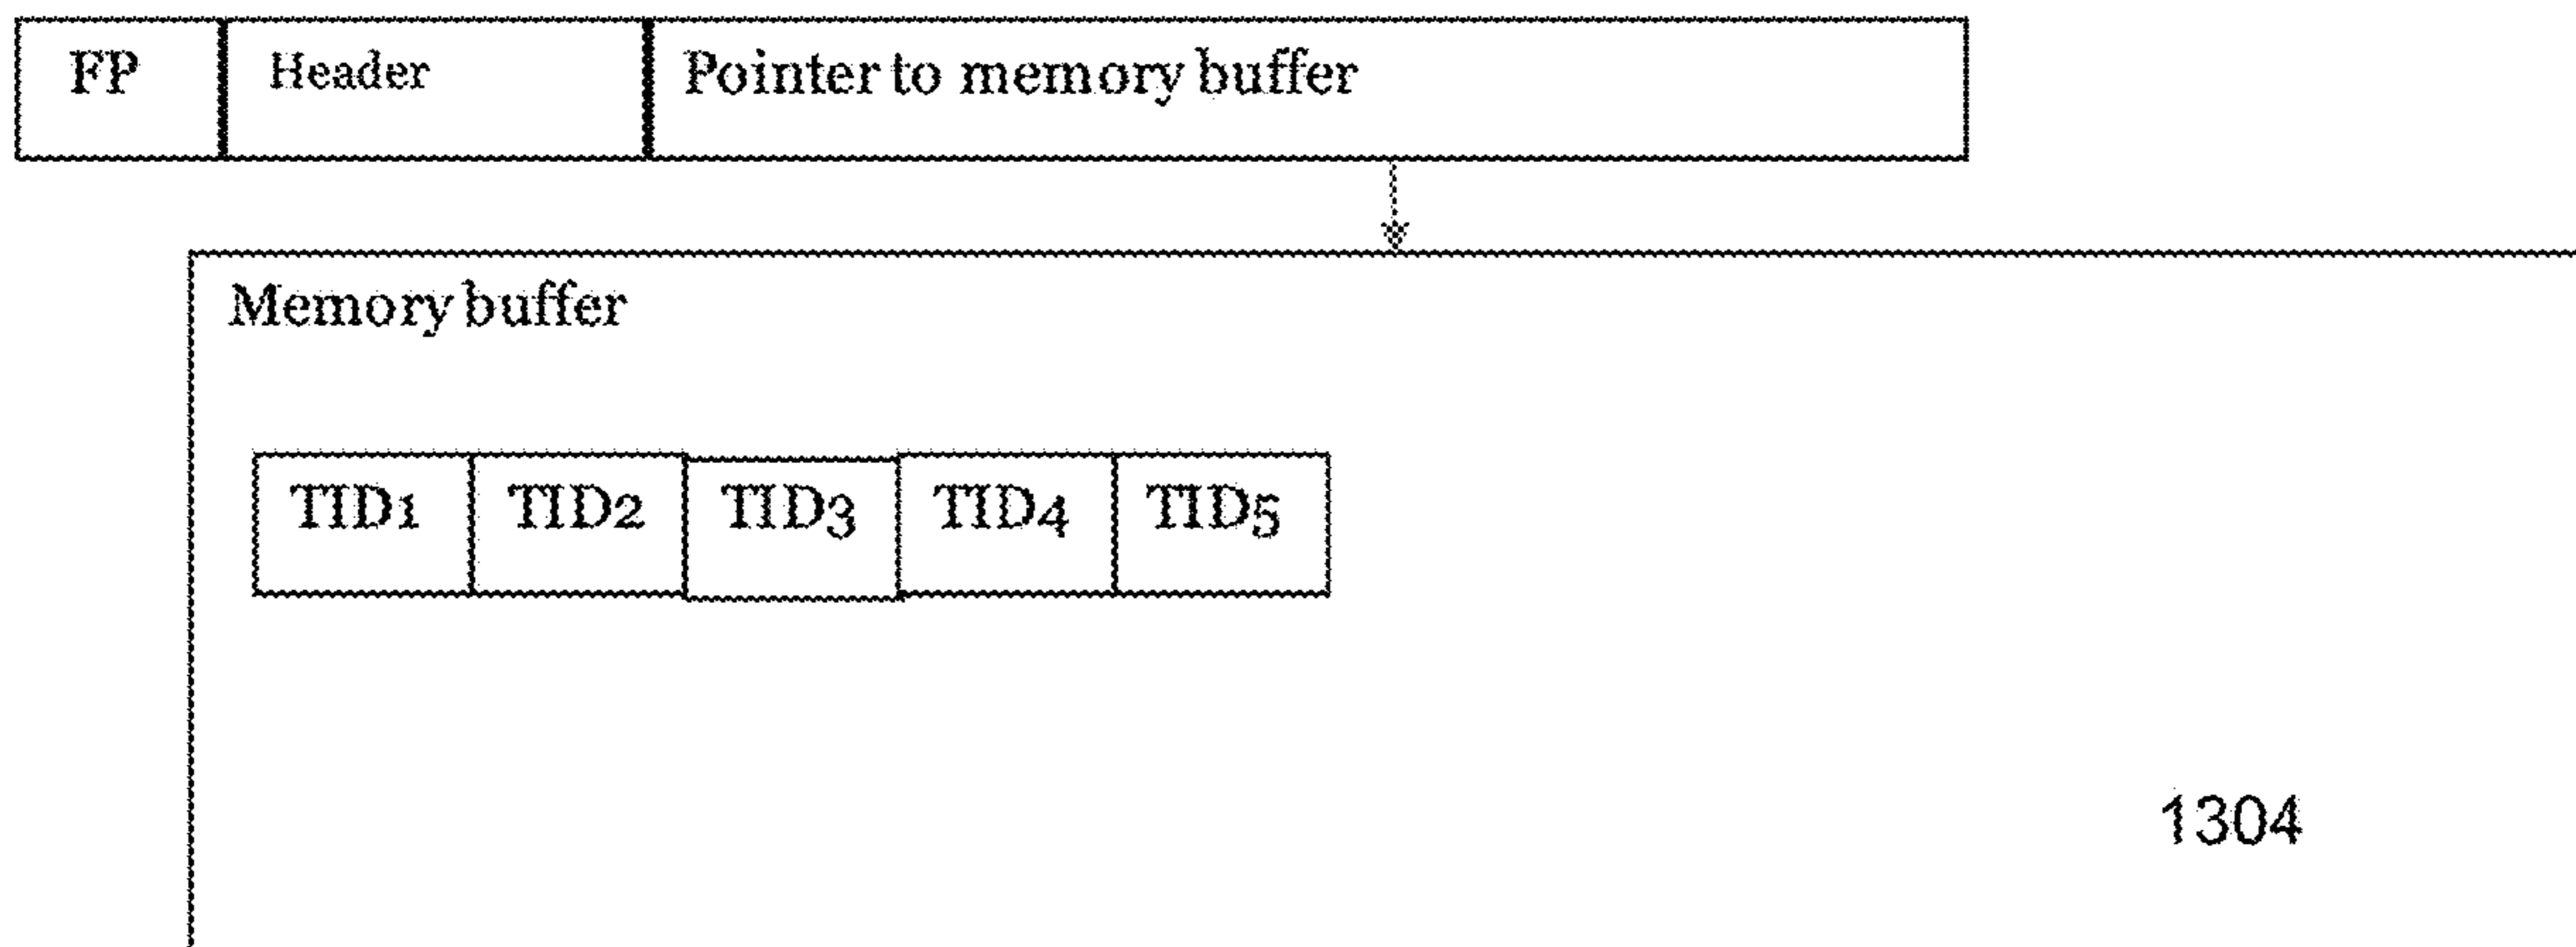 FP Header Pointer to memory buffer
Memory buffer
TID1 TID2 TID3 TID4 TID5
1304